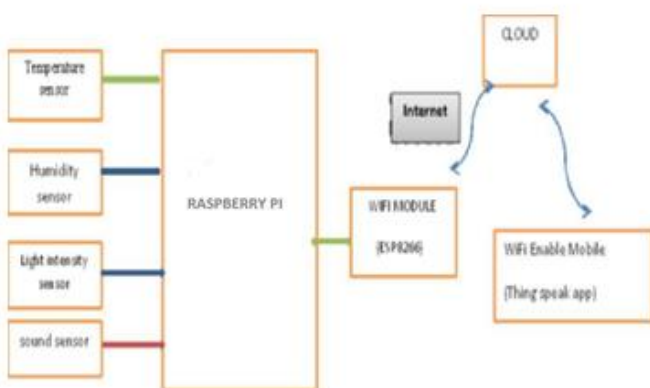 CLOUD
Temperature
sensor
Internet
Humidity
sensor
RASPBERRY PI
WIFI MODULE
(ESP8266)
Light intensity
sensor
WiFi Enable Mobile
(Thing speak app)
sound sensor